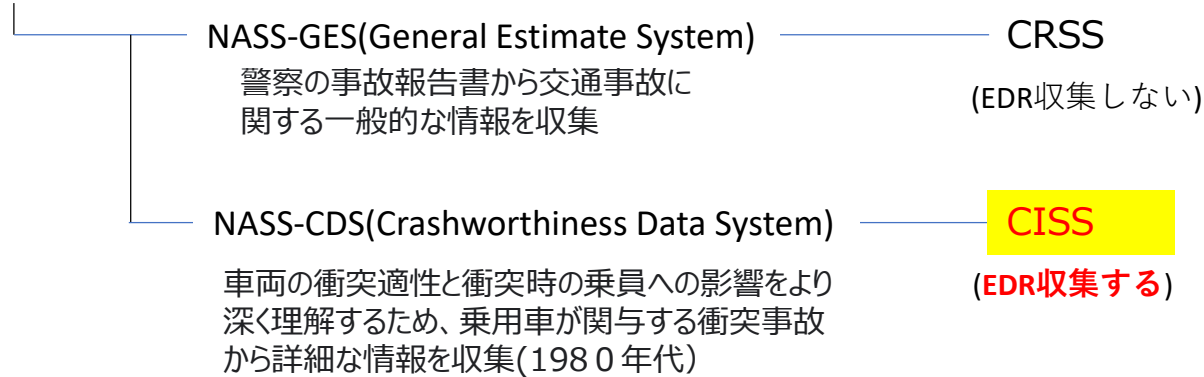 NASS-GES(General Estimate System) CRSS
警察の事故報告書から交通事故に
関する一般的な情報を収集
(EDR収集しない)
NASS-CDS(Crashworthiness Data System) CISS
車両の衝突適性と衝突時の乗員への影響をより
深く理解するため、乗用車が関与する衝突事故
から詳細な情報を収集(198０年代）
(EDR収集する)